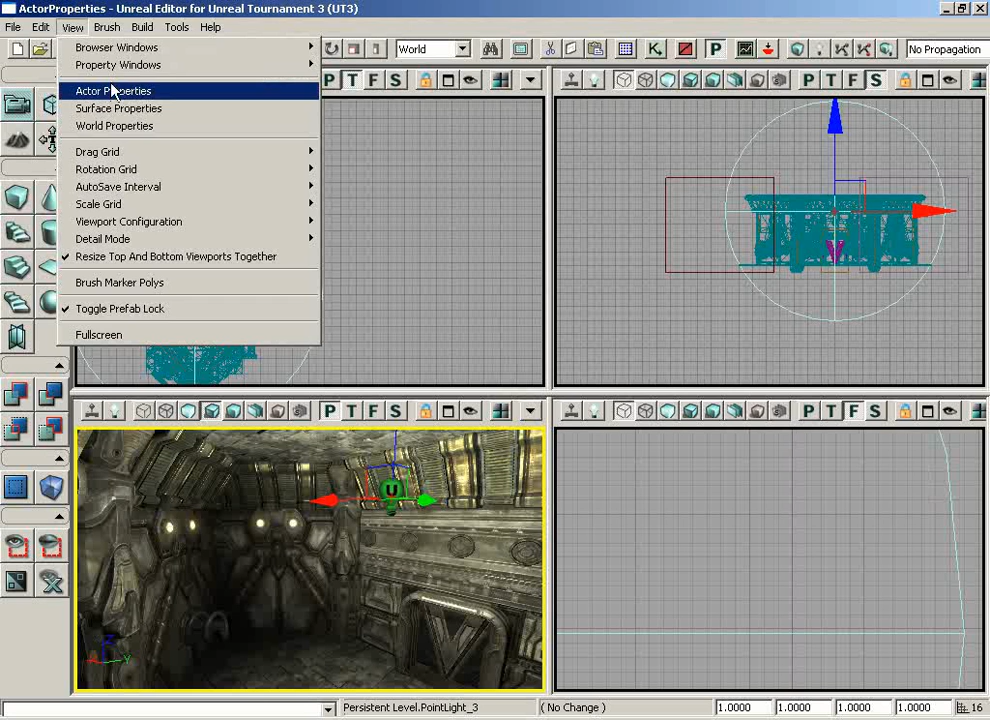 ActorProperties - Unreal Editor for Unreal Tournament 3 (UT3)
File Edit View Brush Build Tools Help
World
P
No Propagation
Browser Windows
Property Windows
Actor Properties
Surface Properties
World Properties
Drag Grid
Rotation Grid
AutoSave Interval
Scale Grid
Viewport Configuration
Detail Mode
Resize Top And Bottom Viewports Together
Brush Marker Polys
Toggle Prefab Lock
Fullscreen
P T F S
P T F S
P T F S
P T F S
U
Z
X Y
Persistent Level.PointLight_3
(No Change)
1.0000 1.0000 1.0000 1.0000 16